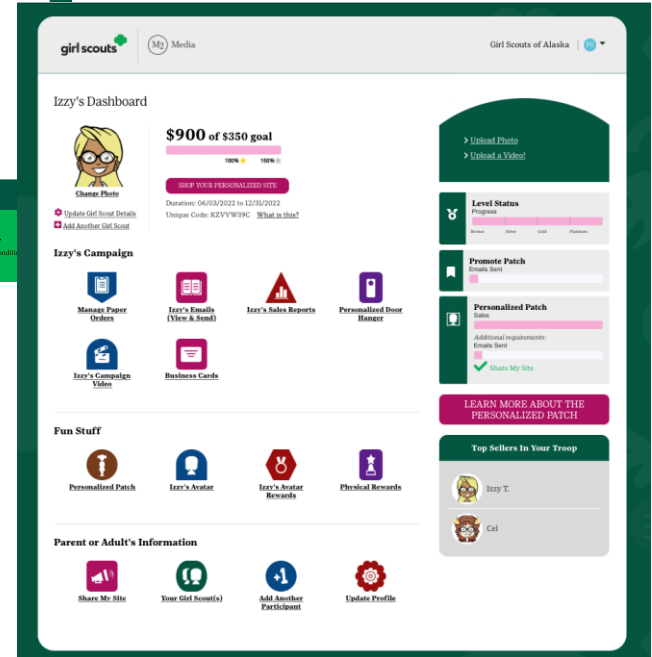 girl scouts
M2 Media
Girl Scouts of Alaska
Izzy's Dashboard
$900 of $350 goal
100% 150%
SHOP YOUR PERSONALIZED SITE
Duration: 06/03/2022 to 12/31/2022
Unique Code: KZVVW39C What is this?
Change Photo
Update Girl Scout Details
Add Another Girl Scout
Izzy's Campaign
Manage Paper
Orders
Izzy's Emails
(View & Send)
Izzy's Sales Reports
Personalized Door
Hanger
Izzy's Campaign
Video
Business Cards
Fun Stuff
Personalized Patch
Izzy's Avatar
Izzy's Avatar
Rewards
Physical Rewards
Parent or Adult's Information
Share My Site
Your Girl Scout(s)
+1
Add Another
Participant
Update Profile
> Upload Photo
> Upload a Video!
Level Status
Progress
Bronze Silver Gold Platinum
Promote Patch
Emails Sent
Personalized Patch
Sales
Additional requirements:
Emails Sent
Share My Site
LEARN MORE ABOUT THE
PERSONALIZED PATCH
Top Sellers In Your Troop
Izzy T.
Cel